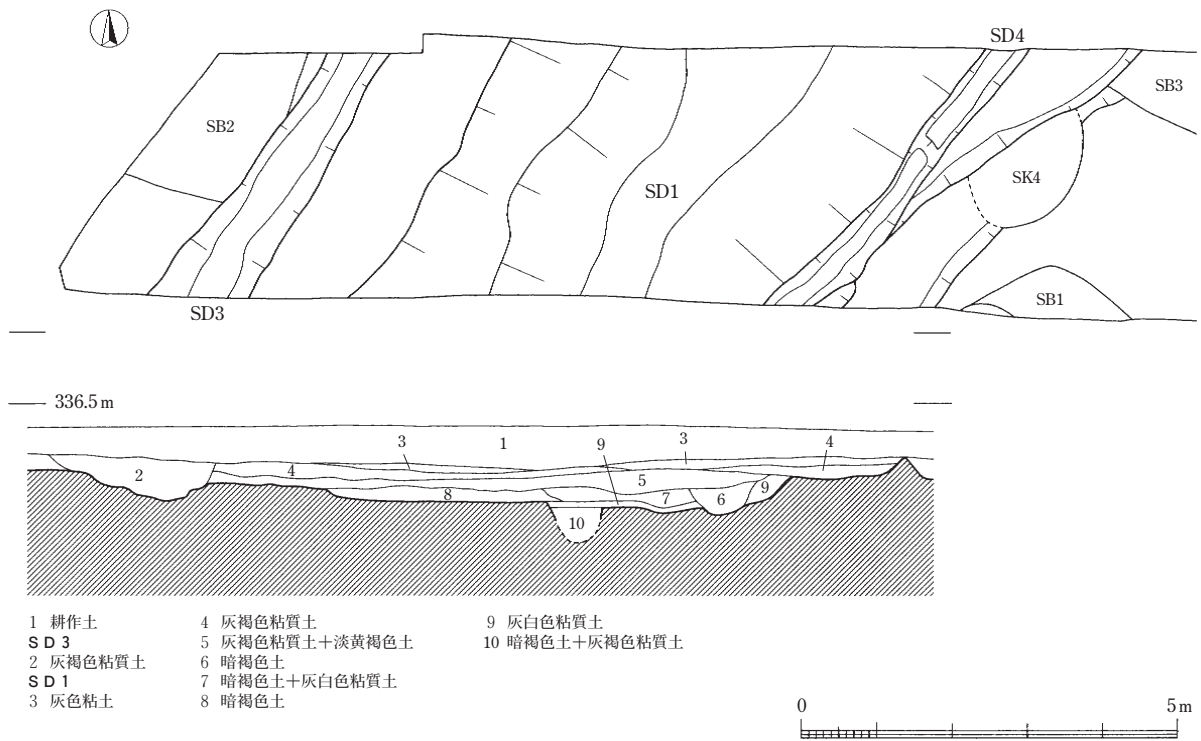 SD4
SB3
SB2
SK4
SD1
SB1
SD3
336.5 m
3 1 9 3 4
2 4 5
8 7 6 9
10
1 耕作土
SD3
2 灰褐色粘質土
SD1
3 灰色粘土
4 灰褐色粘質土
5 灰褐色粘質土+淡黄褐色土
6 暗褐色土
7 暗褐色土+灰白色粘質土
8 暗褐色土
9 灰白色粘質土
10 暗褐色土+灰褐色粘質土
0 5 m